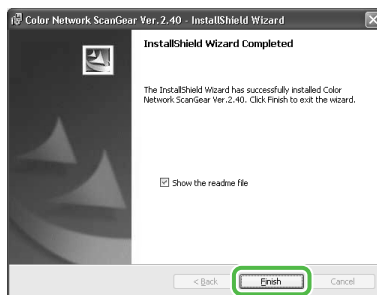 Color Network ScanGear Ver.2.40 - InstallShield Wizard
InstallShield Wizard Completed
The InstallShield Wizard has successfully installed Color
Network ScanGear Ver.2.40. Click Finish to exit the wizard.
Show the readme file
< Back Finish Cancel